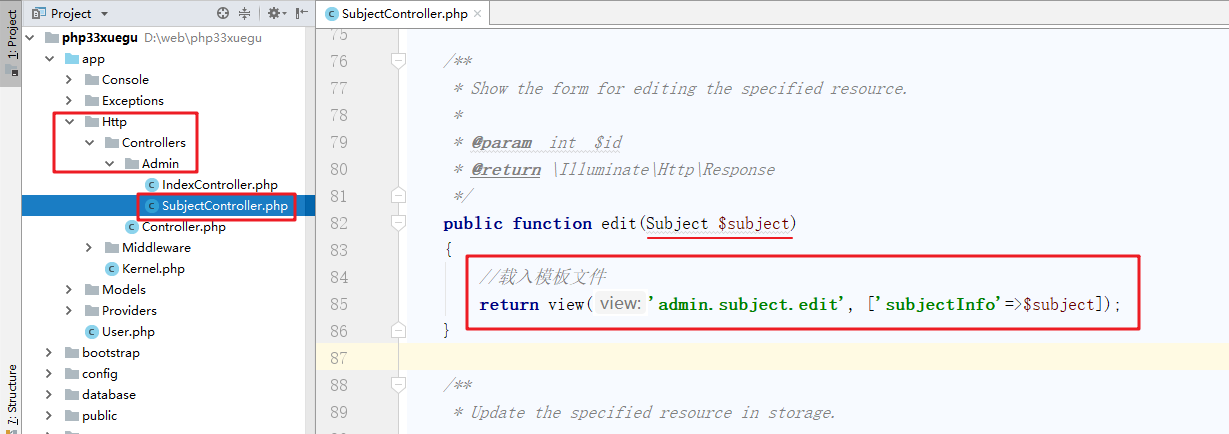 Project
SubjectController.php
1: Project
7: Structure
php33xuegu D:\web\php33xuegu
app
Console
Exceptions
Http
Controllers
Admin
IndexController.php
SubjectController.php
Controller.php
Middleware
Kernel.php
Models
Providers
User.php
bootstrap
config
database
public
75
76 /**
77 * Show the form for editing the specified resource.
78 *
79 * @param int $id
80 * @return \Illuminate\Http\Response
81 */
82 public function edit(Subject $subject)
83 {
84 //载入模板文件
85 return view( view: 'admin.subject.edit', ['subjectInfo'=>$subject]);
86 }
87
88 /**
89 * Update the specified resource in storage.